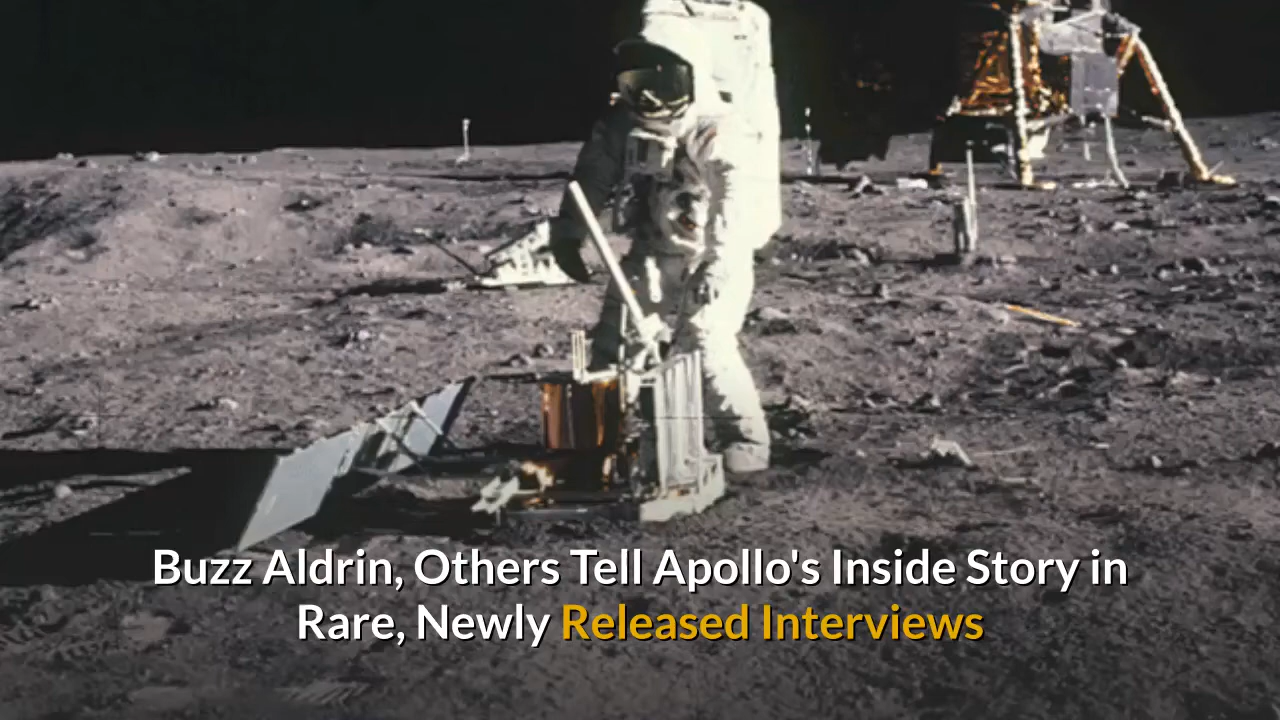 Buzz Aldrin, Others Tell Apollo's Inside Story in
Rare, Newly Released Interviews